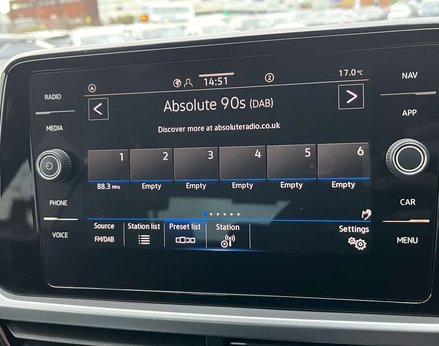 RADIO
MEDIA
PHONE
VOICE
A
14:51
2
17.0°C
Absolute 90s (DAB)
Discover more at absoluteradio.co.uk
1 2 3 4 5 6
88.3 MHz Empty Empty Empty Empty Empty
Source Station list Preset list Station Settings
FM/DAB
NAV
APP
CAR
MENU